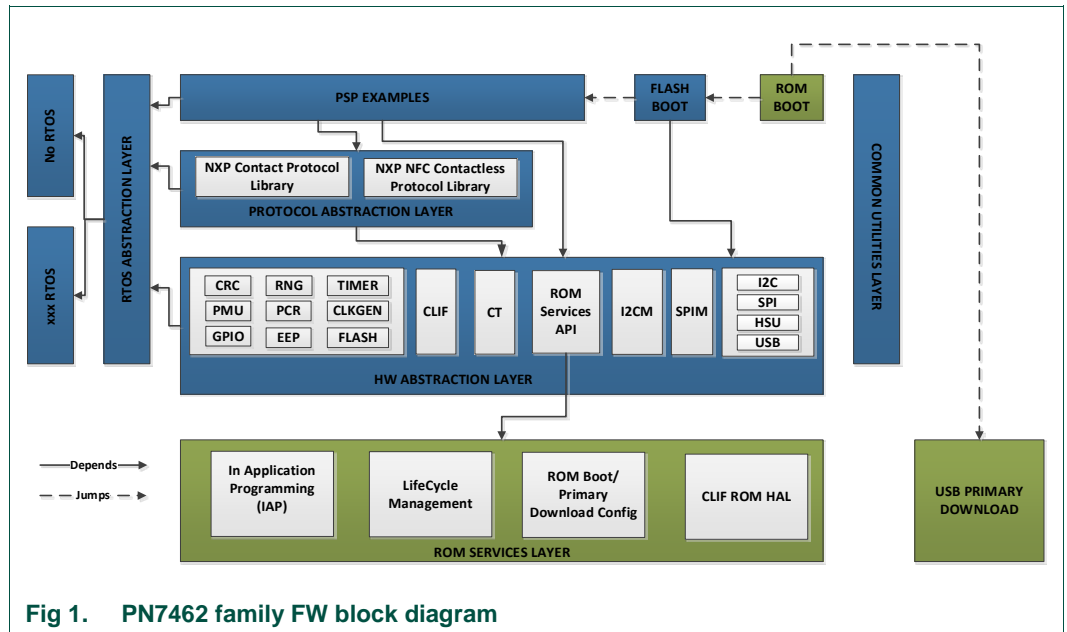 No RTOS
xxx RTOS
RTOS ABSTRACTION LAYER
PSP EXAMPLES
FLASH
BOOT
ROM
BOOT
NXP Contact Protocol
Library
NXP NFC Contactless
Protocol Library
PROTOCOL ABSTRACTION LAYER
COMMON UTILITIES LAYER
CRC
RNG
TIMER
PMU
PCR
CLKGEN
GPIO
EEP
FLASH
CLIF
CT
ROM
Services
API
I2CM
SPIM
I2C
SPI
HSU
USB
HW ABSTRACTION LAYER
Depends
Jumps
In Application
Programming
(IAP)
LifeCycle
Management
ROM Boot/
Primary
Download Config
CLIF ROM HAL
ROM SERVICES LAYER
USB PRIMARY
DOWNLOAD
Fig 1. PN7462 family FW block diagram